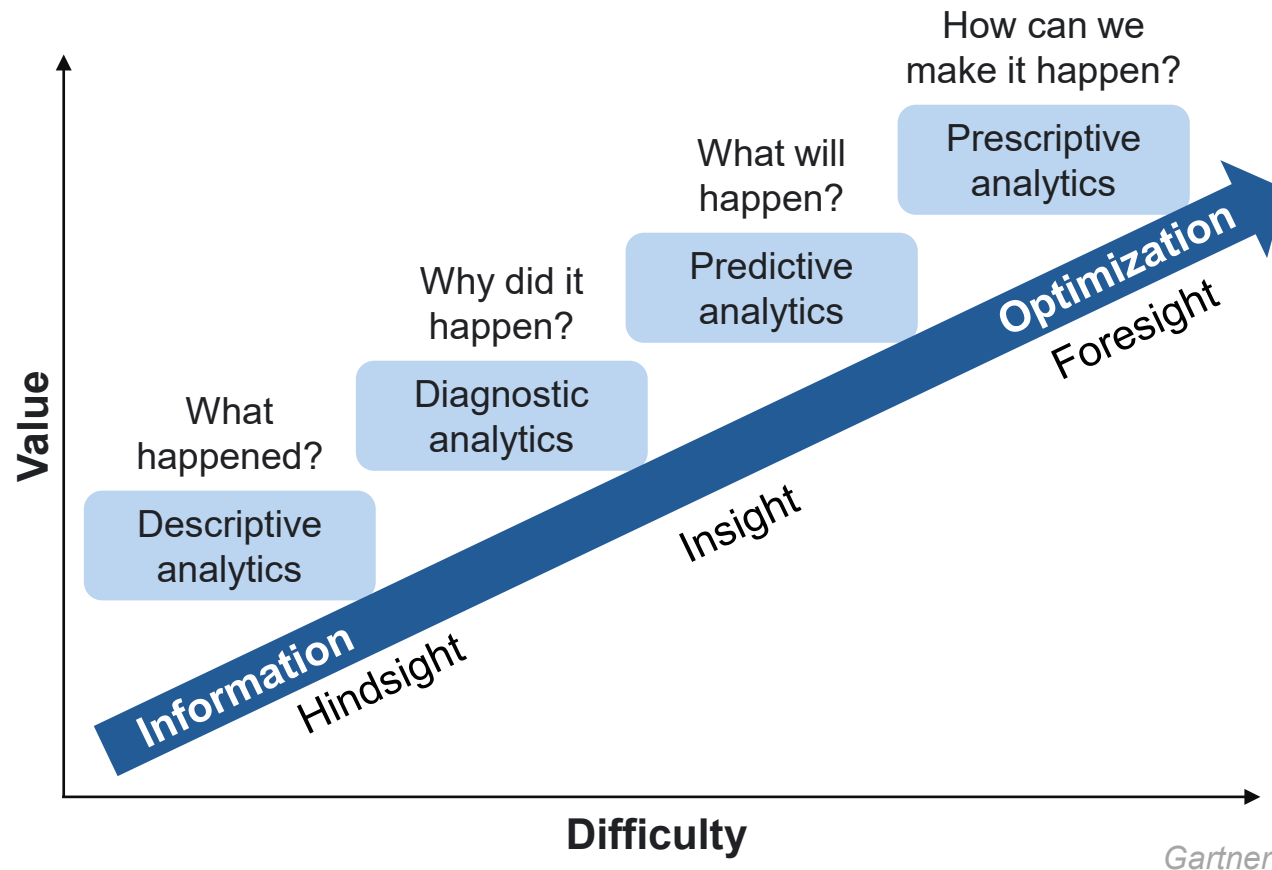 How can we
make it happen?
Prescriptive
analytics
What will
happen?
Predictive
analytics
Why did it
happen?
Diagnostic
analytics
What
happened?
Descriptive
analytics
Value
Information
Hindsight
Insight
Optimization
Foresight
Difficulty
Gartner